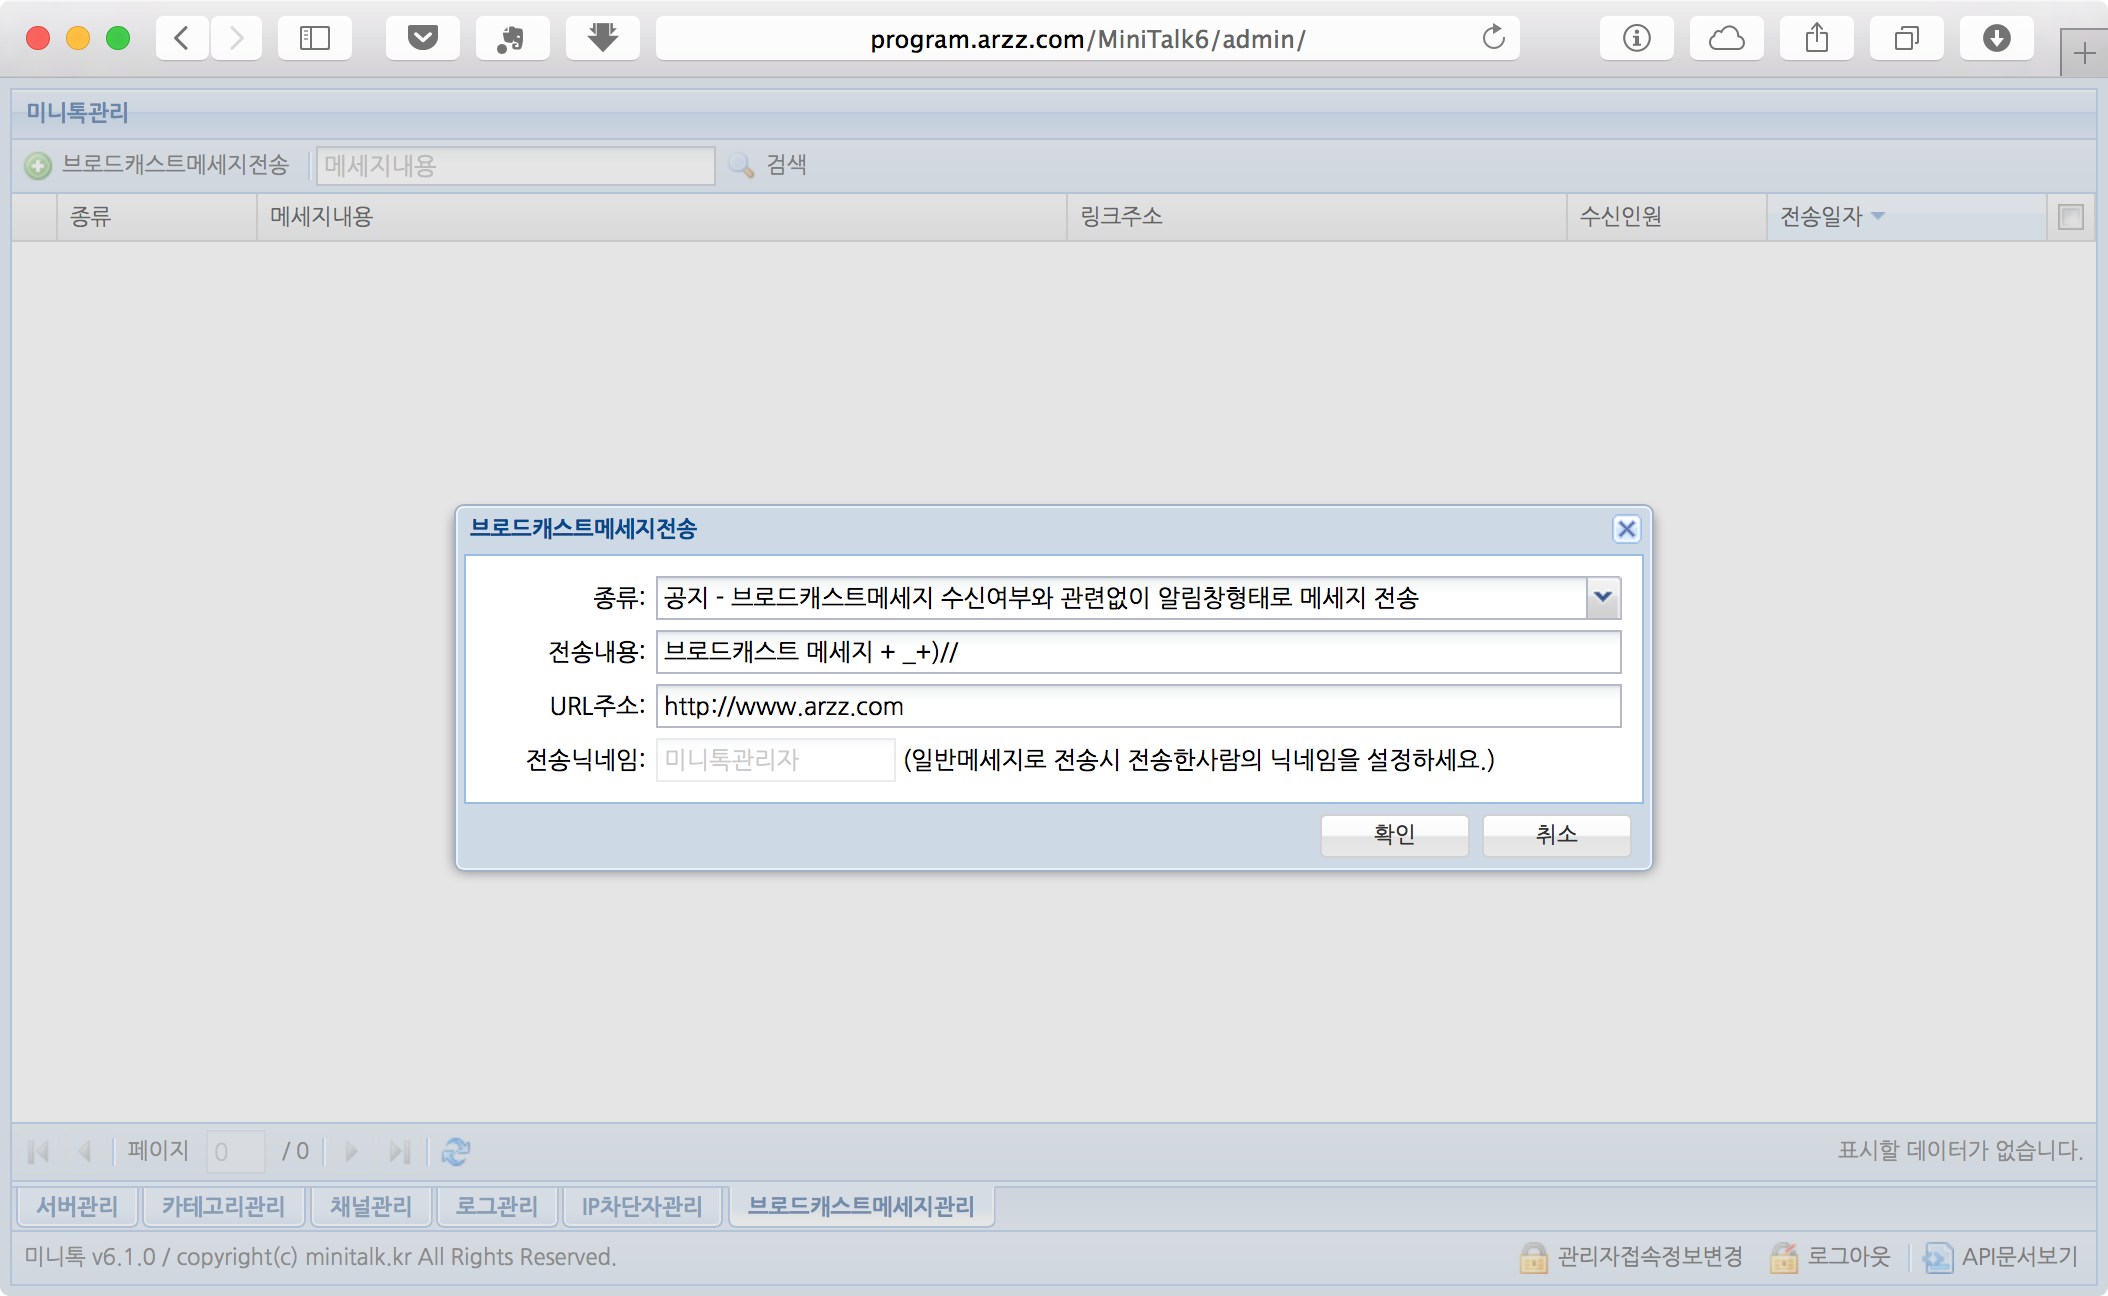 program.arzz.com/MiniTalk6/admin/
미니톡관리
브로드캐스트메세지전송 메세지내용 검색
종류 메세지내용 링크주소 수신인원 전송일자
브로드캐스트메세지전송
종류: 공지 - 브로드캐스트메세지 수신여부와 관련없이 알림창형태로 메세지 전송
전송내용: 브로드캐스트 메세지 + _+)//
URL주소: http://www.arzz.com
전송닉네임: 미니톡관리자 (일반메세지로 전송시 전송한사람의 닉네임을 설정하세요.)
확인 취소
페이지 0 / 0 표시할 데이터가 없습니다.
서버관리 카테고리관리 채널관리 로그관리 IP차단자관리 브로드캐스트메세지관리
미니톡 v6.1.0 / copyright(c) minitalk.kr All Rights Reserved. 관리자접속정보변경 로그아웃 API문서보기